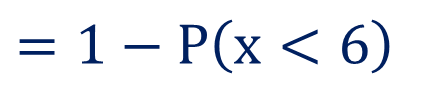 = 1 − P(x < 6)